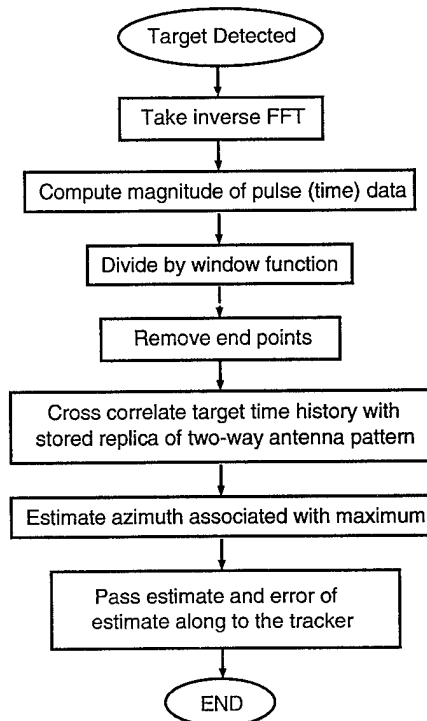 Target Detected
Take inverse FFT
Compute magnitude of pulse (time) data
Divide by window function
Remove end points
Cross correlate target time history with
stored replica of two-way antenna pattern
Estimate azimuth associated with maximum
Pass estimate and error of
estimate along to the tracker
END